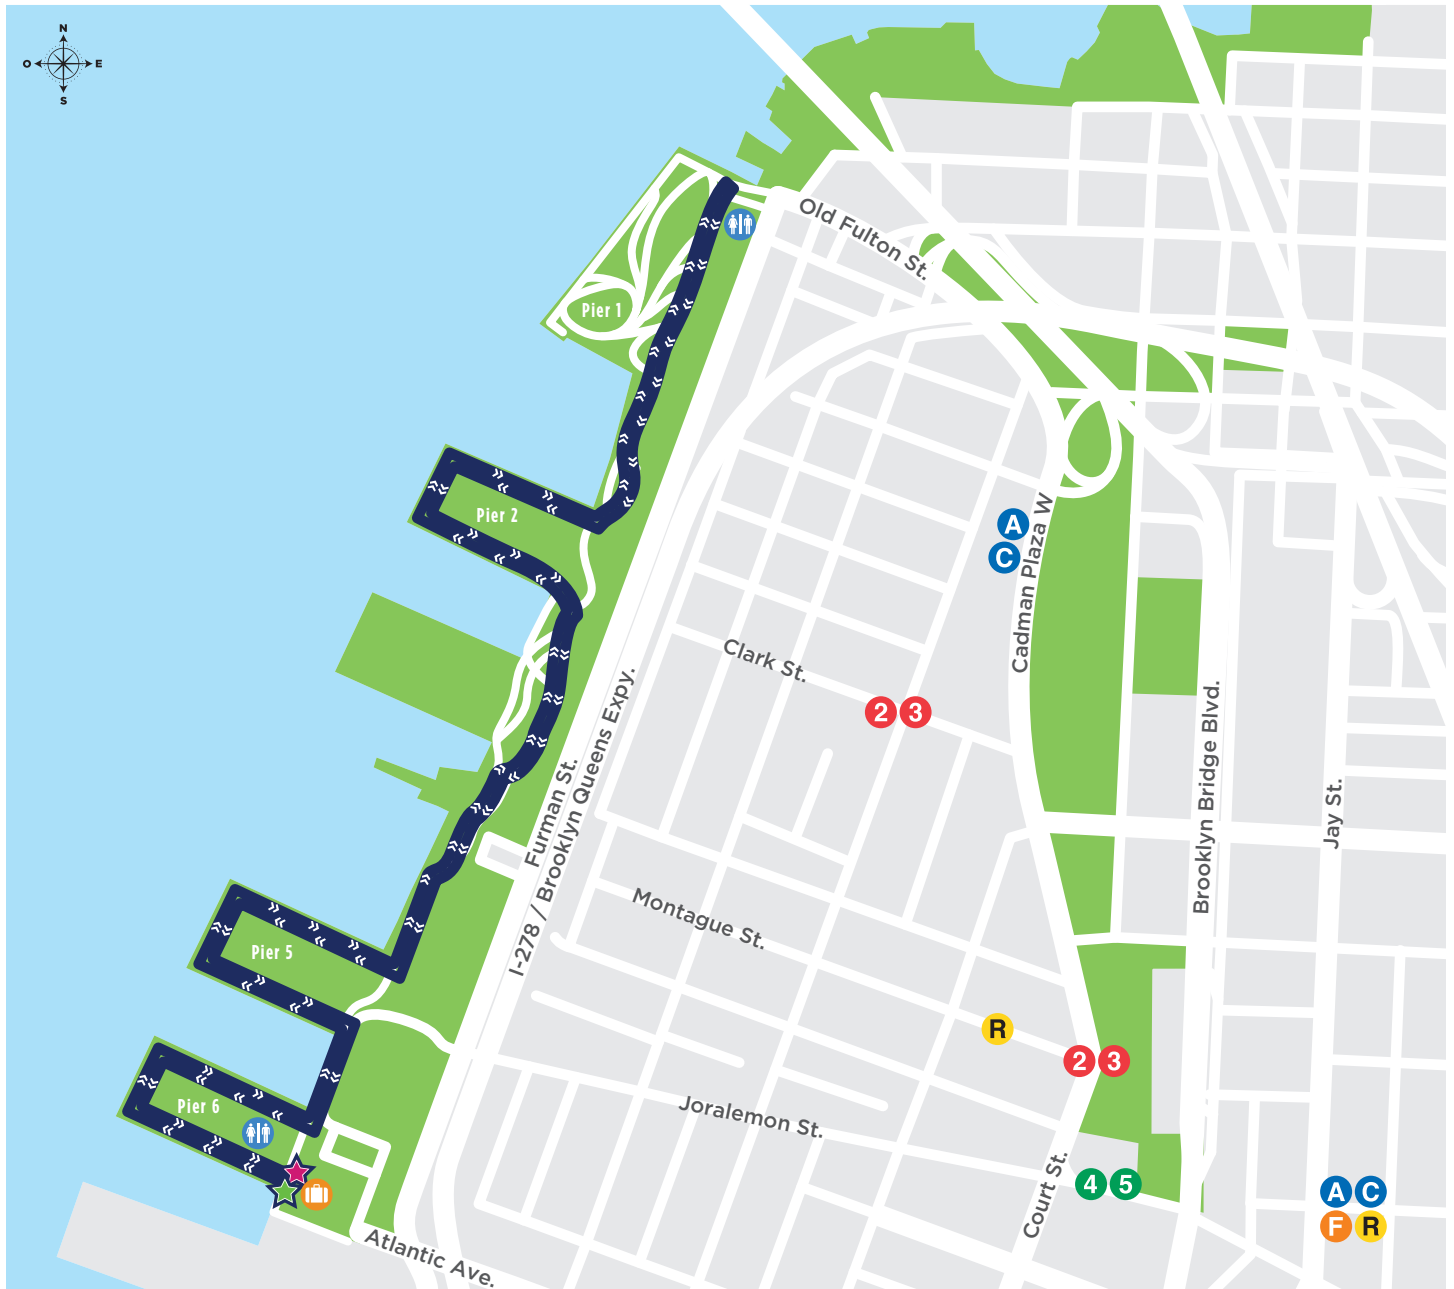 N
O E
S
Old Fulton St.
Pier 1
Pier 2
A
C
Cadman Plaza W
Clark St.
2 3
Furman St.
I-278 / Brooklyn Queens Expy.
Brooklyn Bridge Blvd.
Jay St.
Montague St.
Pier 5
R
2 3
Pier 6
Joralemon St.
Court St.
4 5
A C
F R
Atlantic Ave.